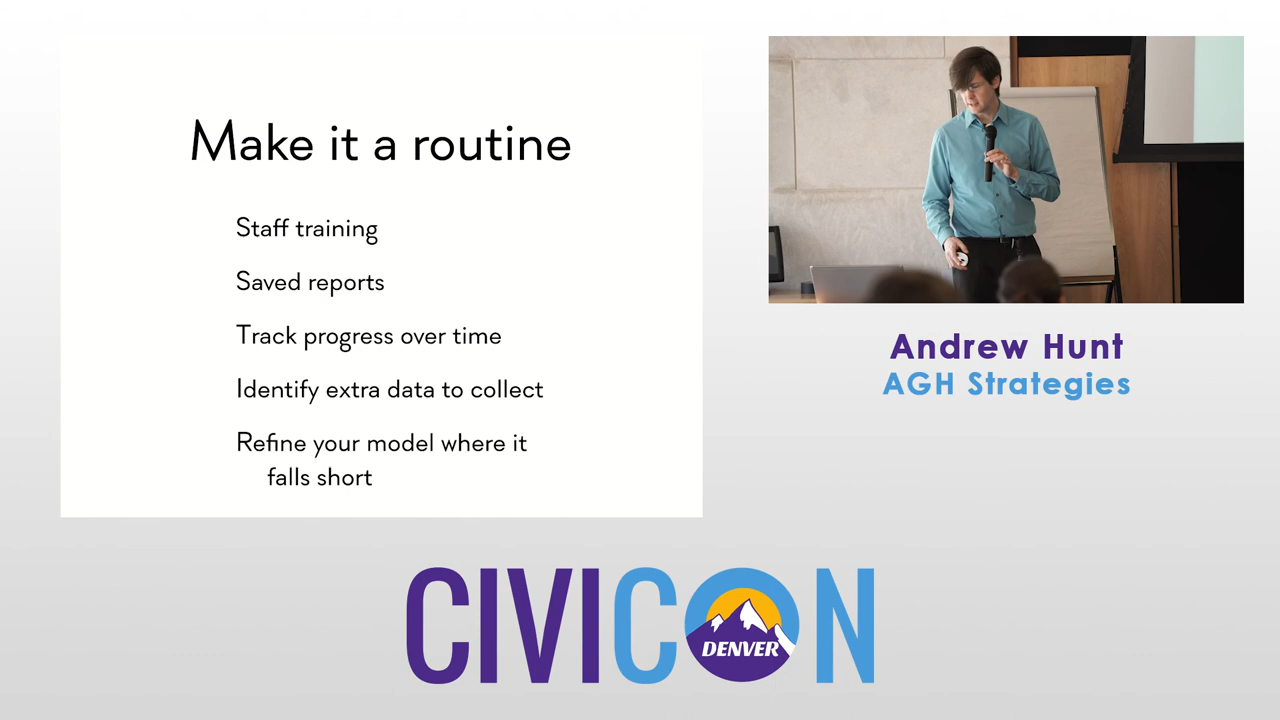 Make it a routine
Staff training
Saved reports
Track progress over time
Identify extra data to collect
Refine your model where it
falls short
Andrew Hunt
AGH Strategies
CIVICON
DENVER